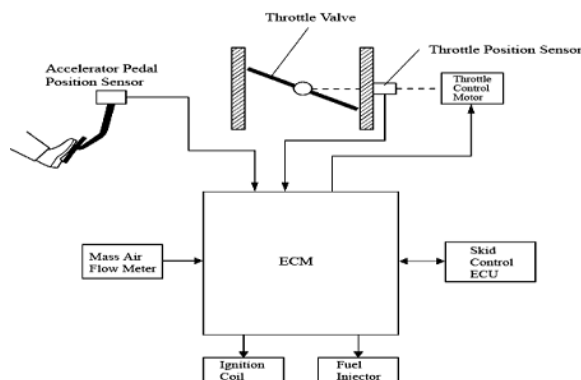 Throttle Valve
Throttle Position Sensor
Accelerator Pedal
Position Sensor
Throttle
Control
Motor
Mass Air
Flow Meter
ECM
Skid
Control
ECU
Ignition
Coil
Fuel
Injector